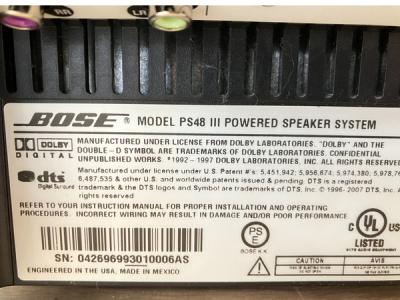 RR
LR
BOSE MODEL PS48 III POWERED SPEAKER SYSTEM
DOLBY DIGITAL
MANUFACTURED UNDER LICENSE FROM DOLBY LABORATORIES. "DOLBY" AND THE
DOUBLE-D SYMBOL ARE TRADEMARKS OF DOLBY LABORATORIES. CONFIDENTIAL
UNPUBLISHED WORKS. ©1992-1997 DOLBY LABORATORIES, INC. ALL RIGHTS
dts Digital Surround
Manufactured under license under U.S. Patent #'s: 5,451,942; 5,956,674; 5,974,380; 5,978,76
6,487,535 & other U.S. and worldwide patents issued & pending. DTS is a registered
trademark and the DTS logos and Symbol are trademarks of DTS, Inc. © 1996-2007 DTS, Inc.
REFER TO YOUR INSTRUCTION MANUAL FOR PROPER CONNECTION AND OPERATING
PROCEDURES. INCORRECT WIRING MAY RESULT IN DAMAGE AND/OR POOR PERFORMANCE.
PS
E
BOSE K.K.
C UL US
LISTED
SN: 042696993010006AS
ENGINEERED IN THE USA, MADE IN MEXICO
CAUTION
AVIS